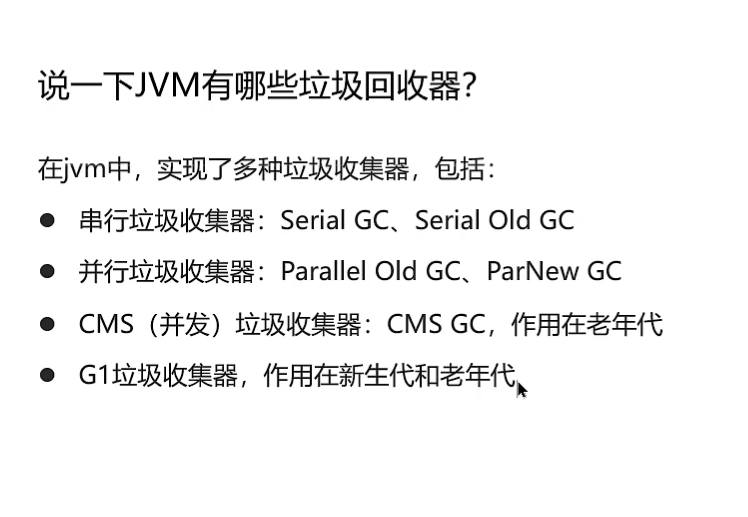 说一下JVM有哪些垃圾回收器？
在jvm中，实现了多种垃圾收集器，包括：
● 串行垃圾收集器：Serial GC、Serial Old GC
● 并行垃圾收集器：Parallel Old GC、ParNew GC
● CMS（并发）垃圾收集器：CMS GC，作用在老年代
● G1垃圾收集器，作用在新生代和老年代